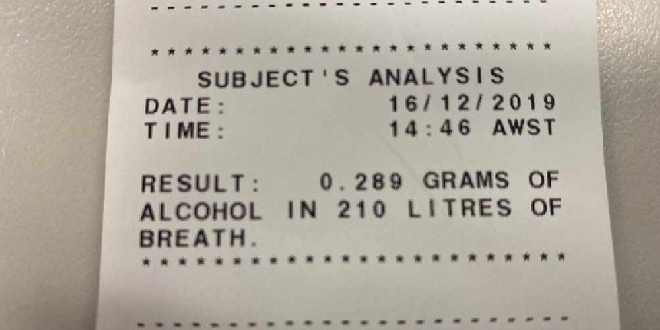 - - - - - - - - - - - - - - - - - - - - - - - -
* * * * * * * * * * * * * * * * * * * * * * * *
SUBJECT'S ANALYSIS
DATE: 16/12/2019
TIME: 14:46 AWST
RESULT: 0.289 GRAMS OF
ALCOHOL IN 210 LITRES OF
BREATH.
* * * * * * * * * * * * * * * * * * * * * * * *
- - - - - - - - - - - - - - - - - - - - - - - -